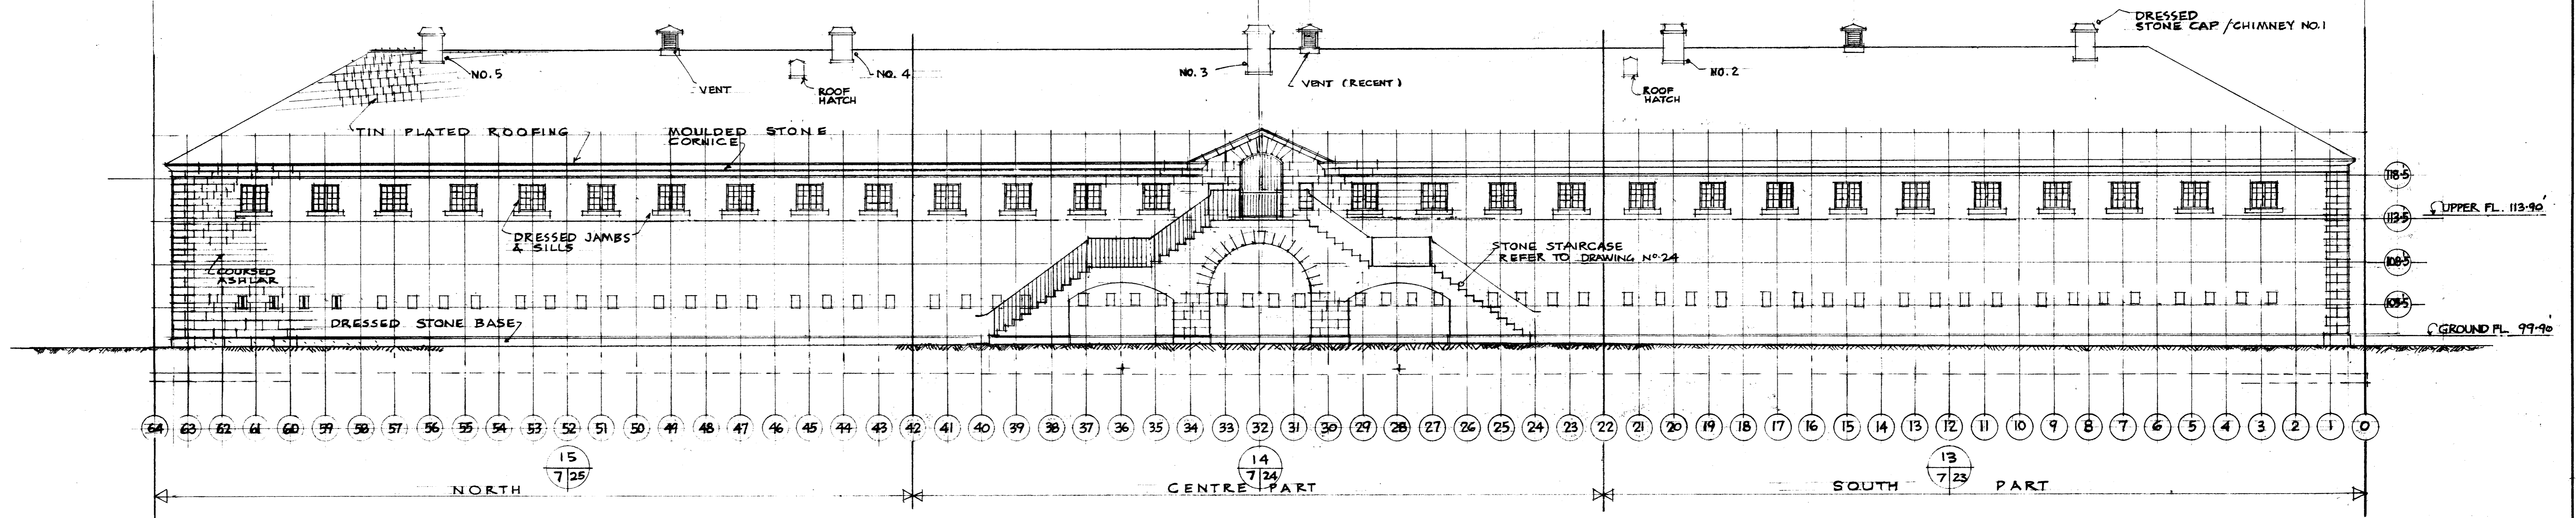 DRESSED
STONE CAP / CHIMNEY NO.1
NO.5
VENT
NO. 4
ROOF
HATCH
NO. 3
VENT (RECENT)
NO. 2
ROOF
HATCH
TIN PLATED ROOFING
MOULDED STONE
CORNICE
118·5
UPPER FL. 113·90'
113·5
DRESSED JAMBS
& SILLS
STONE STAIRCASE
REFER TO DRAWING No·24
COURSED
ASHLAR
108·5
103·5
DRESSED STONE BASE
GROUND FL 99·90'
64 63 62 61 60 59 58 57 56 55 54 53 52 51 50 49 48 47 46 45 44 43 42 41 40 39 38 37 36 35 34 33 32 31 30 29 28 27 26 25 24 23 22 21 20 19 18 17 16 15 14 13 12 11 10 9 8 7 6 5 4 3 2 1 0
15
7 25
14
7 24
13
7 23
NORTH
CENTRE PART
SOUTH PART